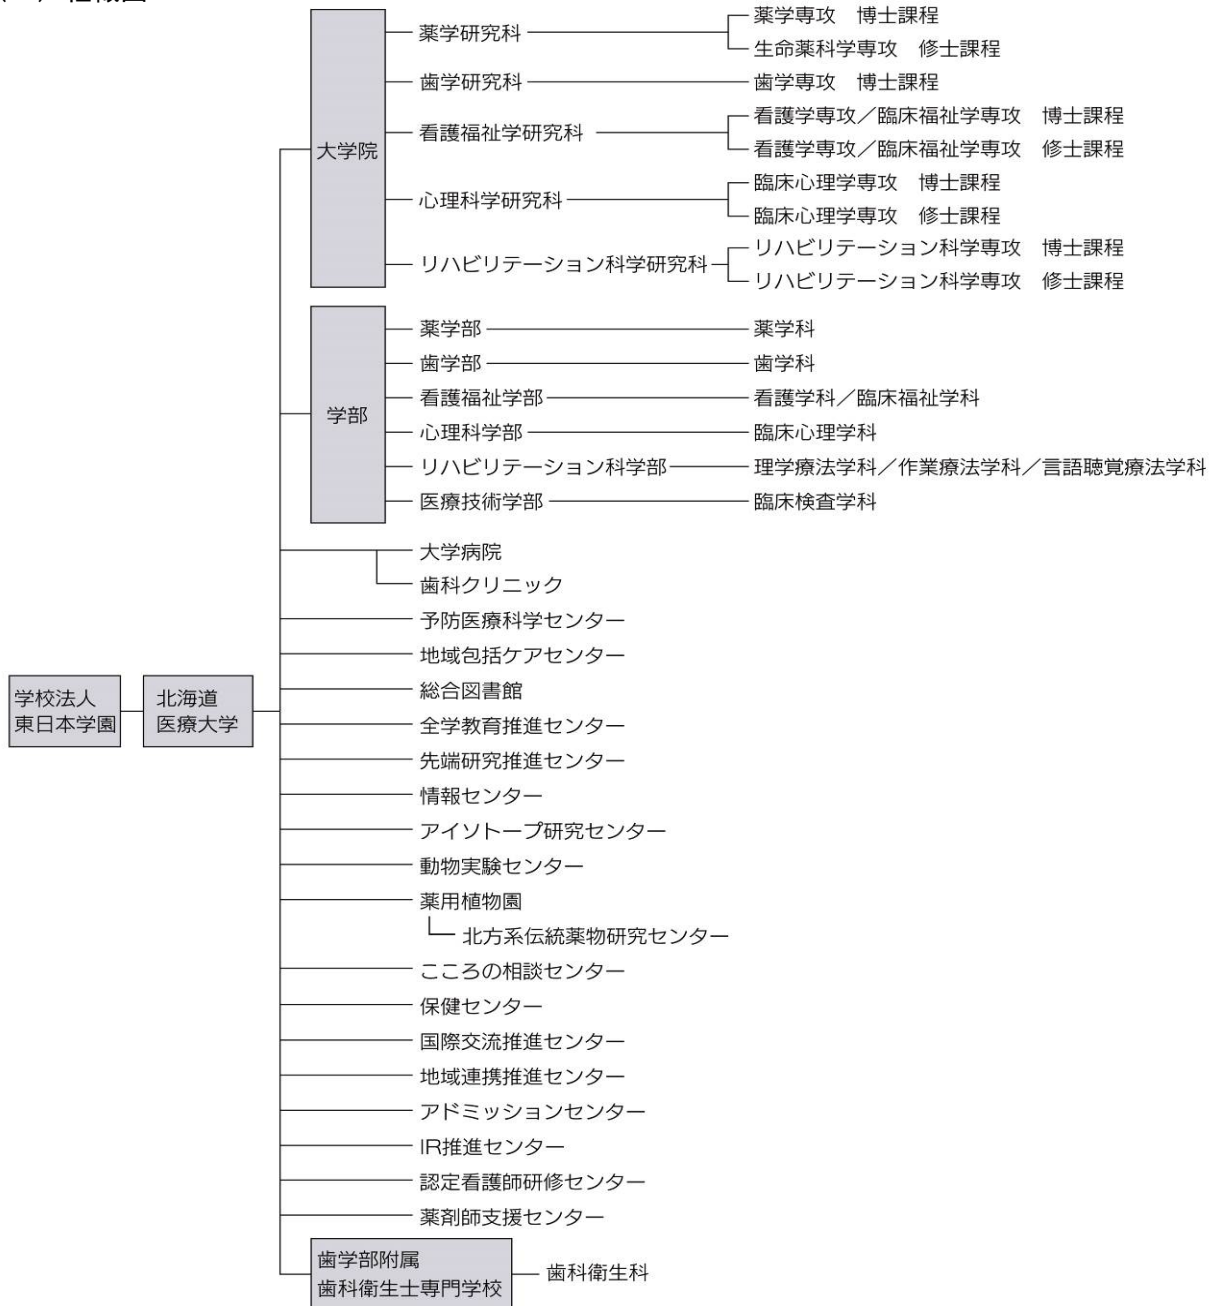 薬学研究科
薬学専攻　博士課程
生命薬科学専攻　修士課程
歯学研究科
歯学専攻　博士課程
大学院
看護福祉学研究科
看護学専攻／臨床福祉学専攻　博士課程
看護学専攻／臨床福祉学専攻　修士課程
心理科学研究科
臨床心理学専攻　博士課程
臨床心理学専攻　修士課程
リハビリテーション科学研究科
リハビリテーション科学専攻　博士課程
リハビリテーション科学専攻　修士課程
学部
薬学部
薬学科
歯学部
歯学科
看護福祉学部
看護学科／臨床福祉学科
心理科学部
臨床心理学科
リハビリテーション科学部
理学療法学科／作業療法学科／言語聴覚療法学科
医療技術学部
臨床検査学科
大学病院
歯科クリニック
予防医療科学センター
地域包括ケアセンター
学校法人
東日本学園
北海道
医療大学
総合図書館
全学教育推進センター
先端研究推進センター
情報センター
アイソトープ研究センター
動物実験センター
薬用植物園
北方系伝統薬物研究センター
こころの相談センター
保健センター
国際交流推進センター
地域連携推進センター
アドミッションセンター
IR推進センター
認定看護師研修センター
薬剤師支援センター
歯学部附属
歯科衛生士専門学校
歯科衛生科